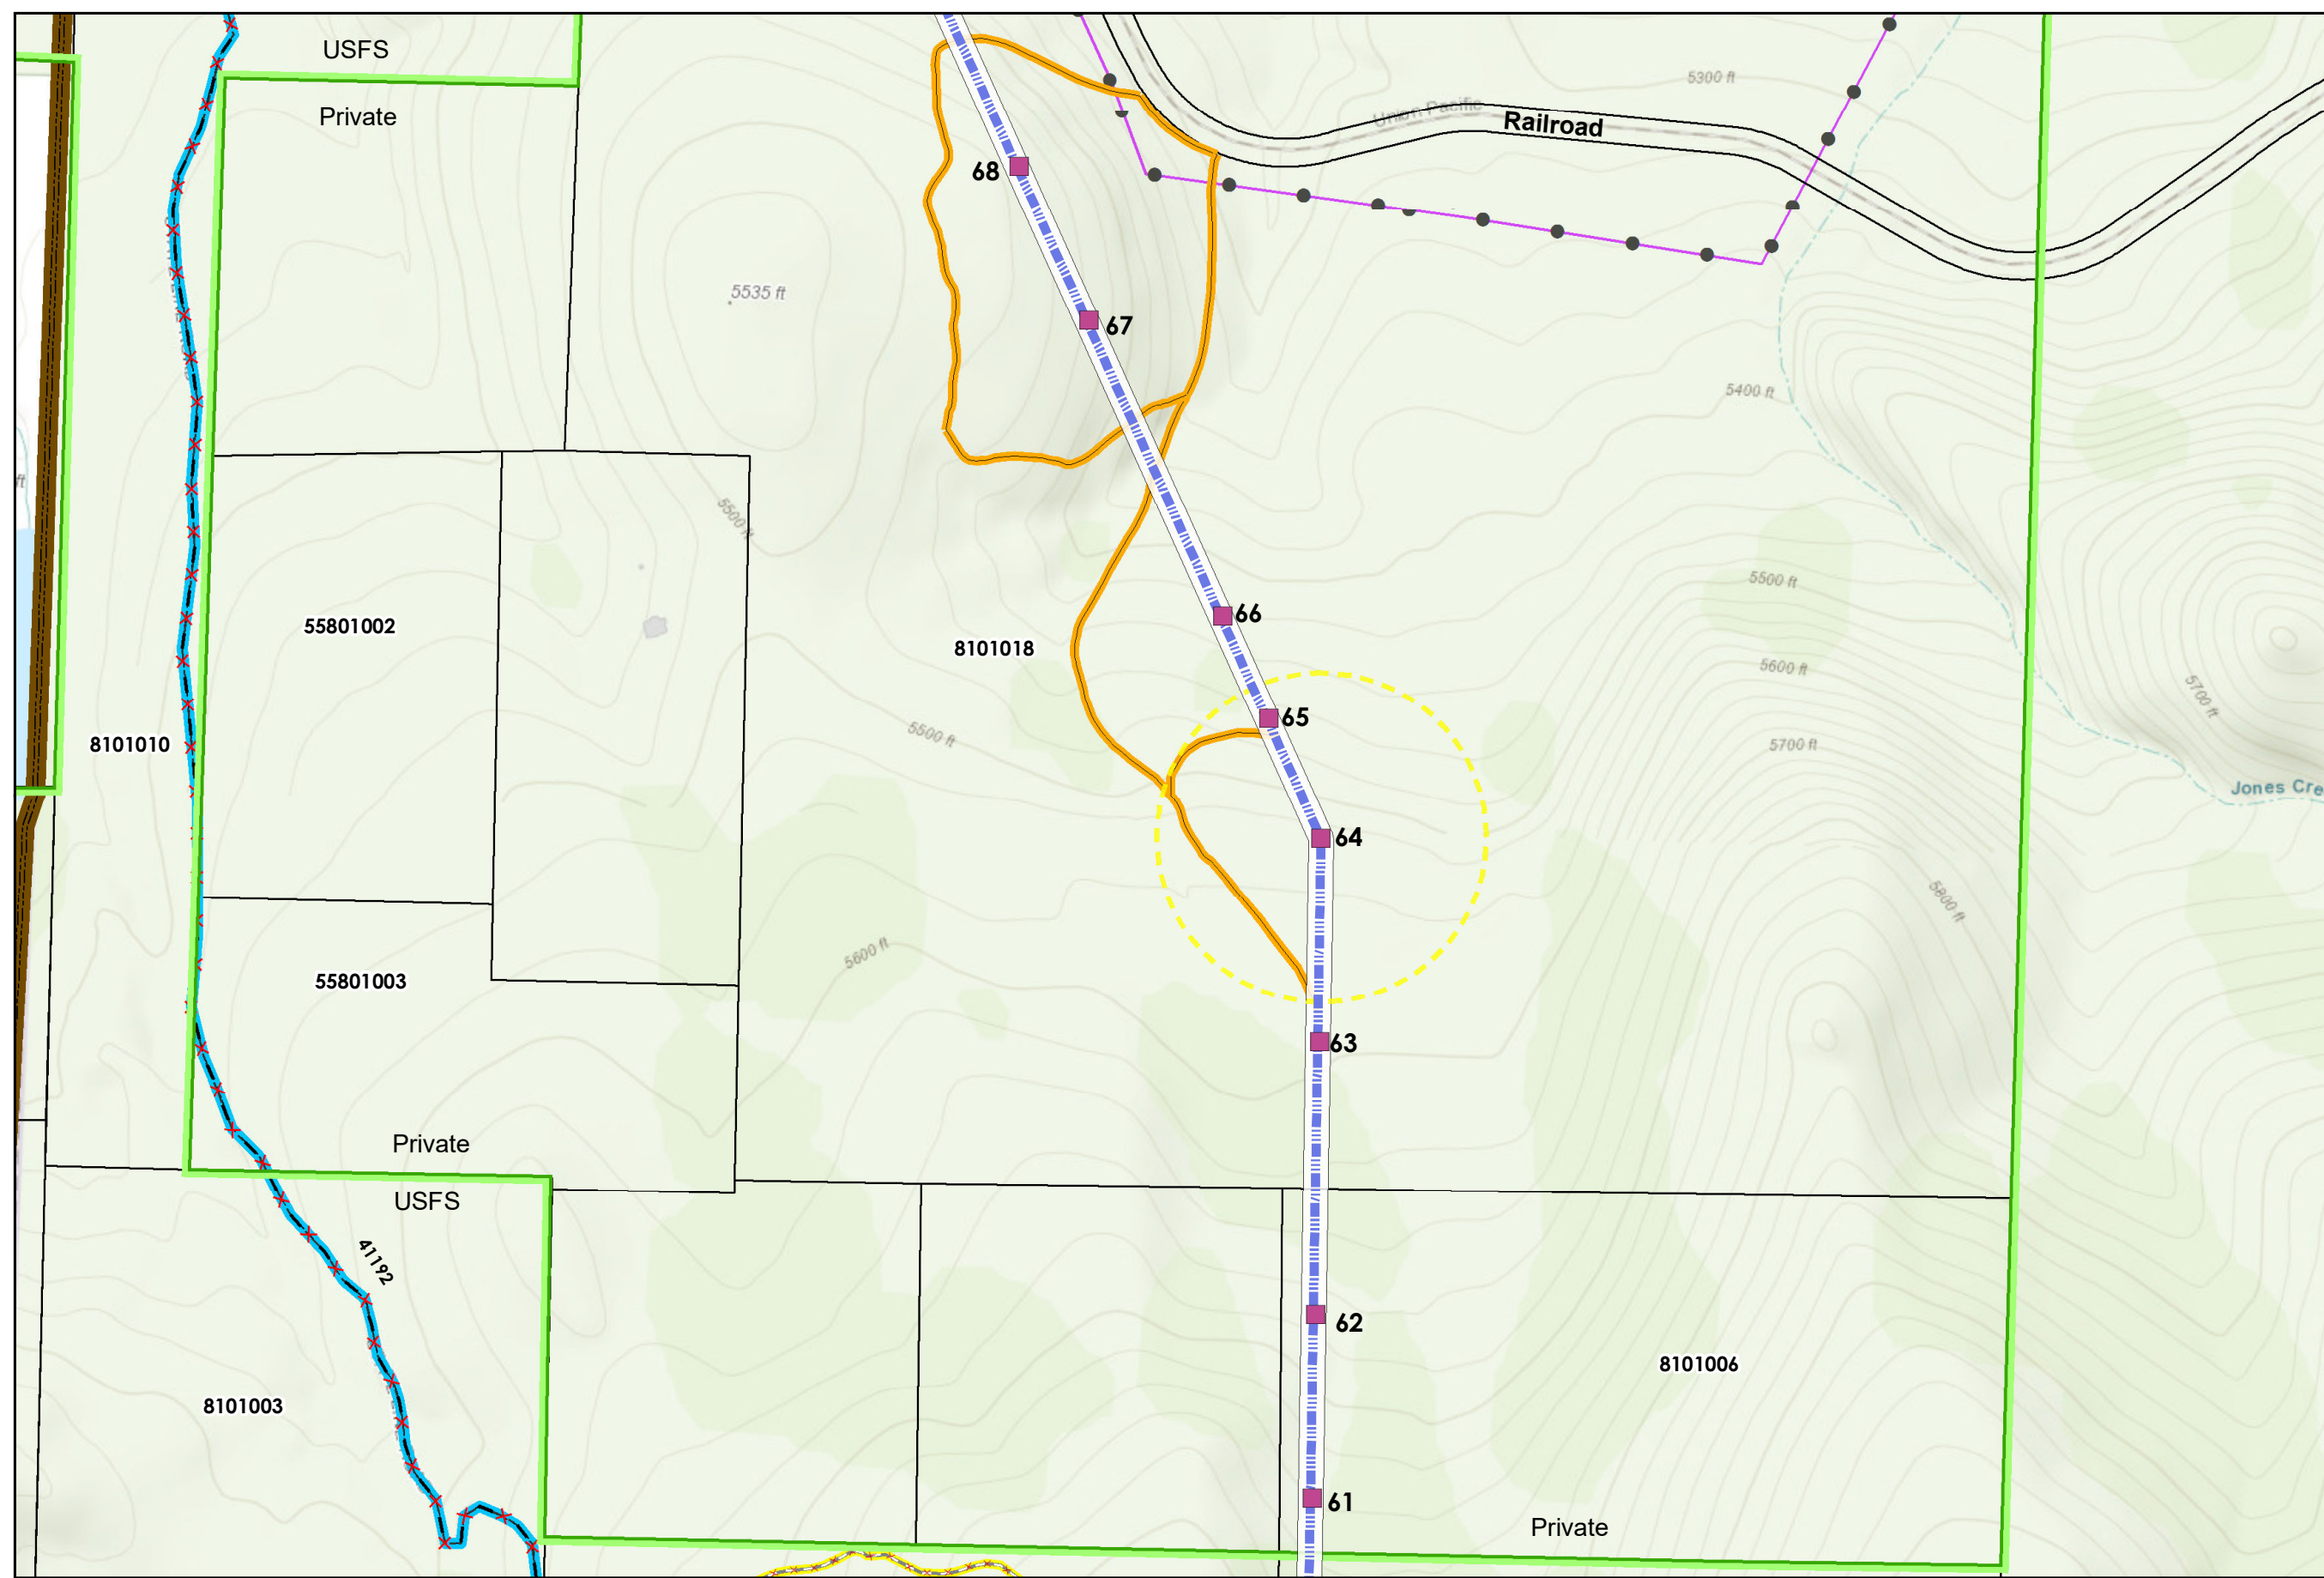 USFS
5300 ft
Private
Union Pacific
Railroad
68
5535 ft
67
5400 ft
ft
5500 ft
5500 ft
66
55801002
8101018
5600 ft
5700 ft
65
5500 ft
8101010
5700 ft
Jones Cre
64
5800 ft
5600 ft
55801003
63
Private
USFS
41192
62
8101006
8101003
61
Private